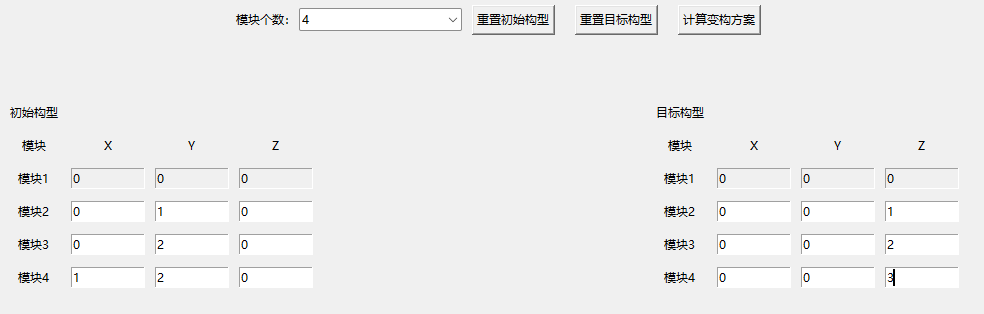 模块个数： 4 重置初始构型 重置目标构型 计算变构方案
初始构型 目标构型
模块 X Y Z 模块 X Y Z
模块1 0 0 0 模块1 0 0 0
模块2 0 1 0 模块2 0 0 1
模块3 0 2 0 模块3 0 0 2
模块4 1 2 0 模块4 0 0 3